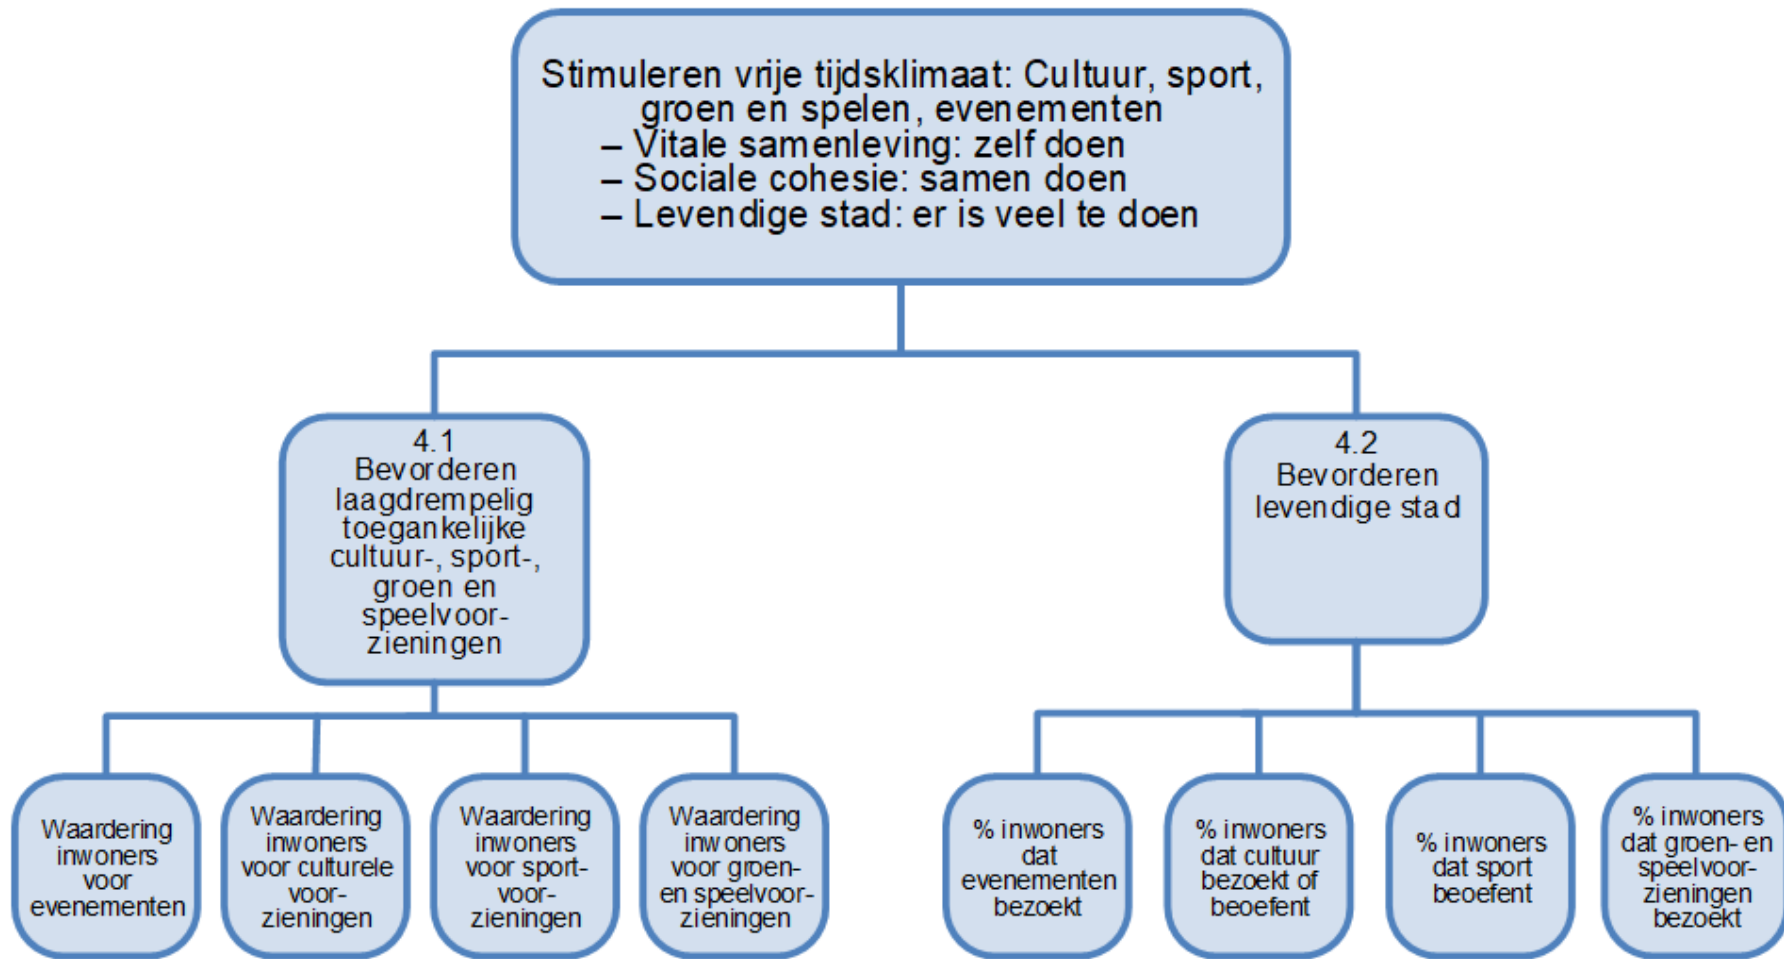 Stimuleren vrije tijdsklimaat: Cultuur, sport,
groen en spelen, evenementen
– Vitale samenleving: zelf doen
– Sociale cohesie: samen doen
– Levendige stad: er is veel te doen
4.1
Bevorderen
laagdrempelig
toegankelijke
cultuur-, sport-,
groen en
speelvoor-
zieningen
4.2
Bevorderen
levendige stad
Waardering
inwoners
voor
evenementen
Waardering
inwoners
voor culturele
voor-
zieningen
Waardering
inwoners
voor sport-
voor-
zieningen
Waardering
inwoners
voor groen-
en speelvoor-
zieningen
% inwoners
dat
evenementen
bezoekt
% inwoners
dat cultuur
bezoekt of
beoefent
% inwoners
dat sport
beoefent
% inwoners
dat groen- en
speelvoor-
zieningen
bezoekt